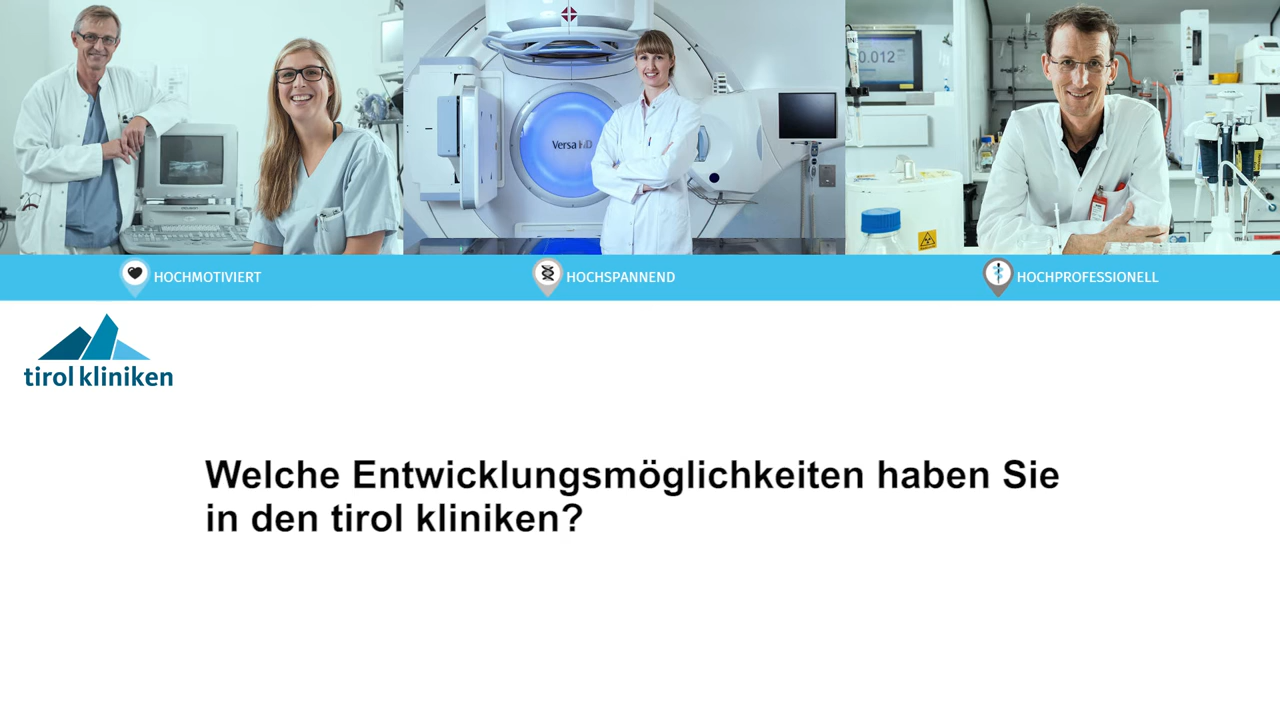 Versa HD
0.012
HOCHMOTIVIERT
HOCHSPANNEND
HOCHPROFESSIONELL
tirol kliniken
Welche Entwicklungsmöglichkeiten haben Sie
in den tirol kliniken?